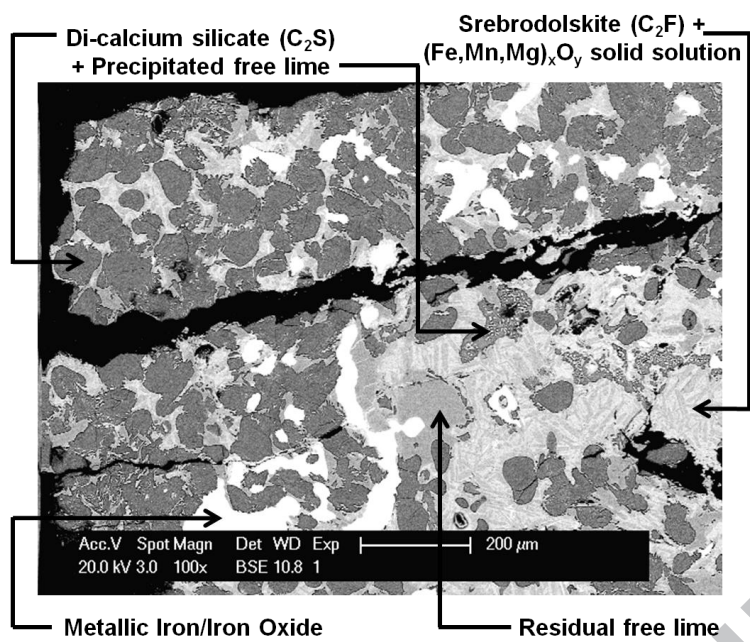 Di-calcium silicate (C₂S)
+ Precipitated free lime
Srebrodolskite (C₂F) +
(Fe,Mn,Mg)ₓOᵧ solid solution
Acc.V Spot Magn Det WD Exp 200 µm
20.0 kV 3.0 100x BSE 10.8 1
Metallic Iron/Iron Oxide
Residual free lime